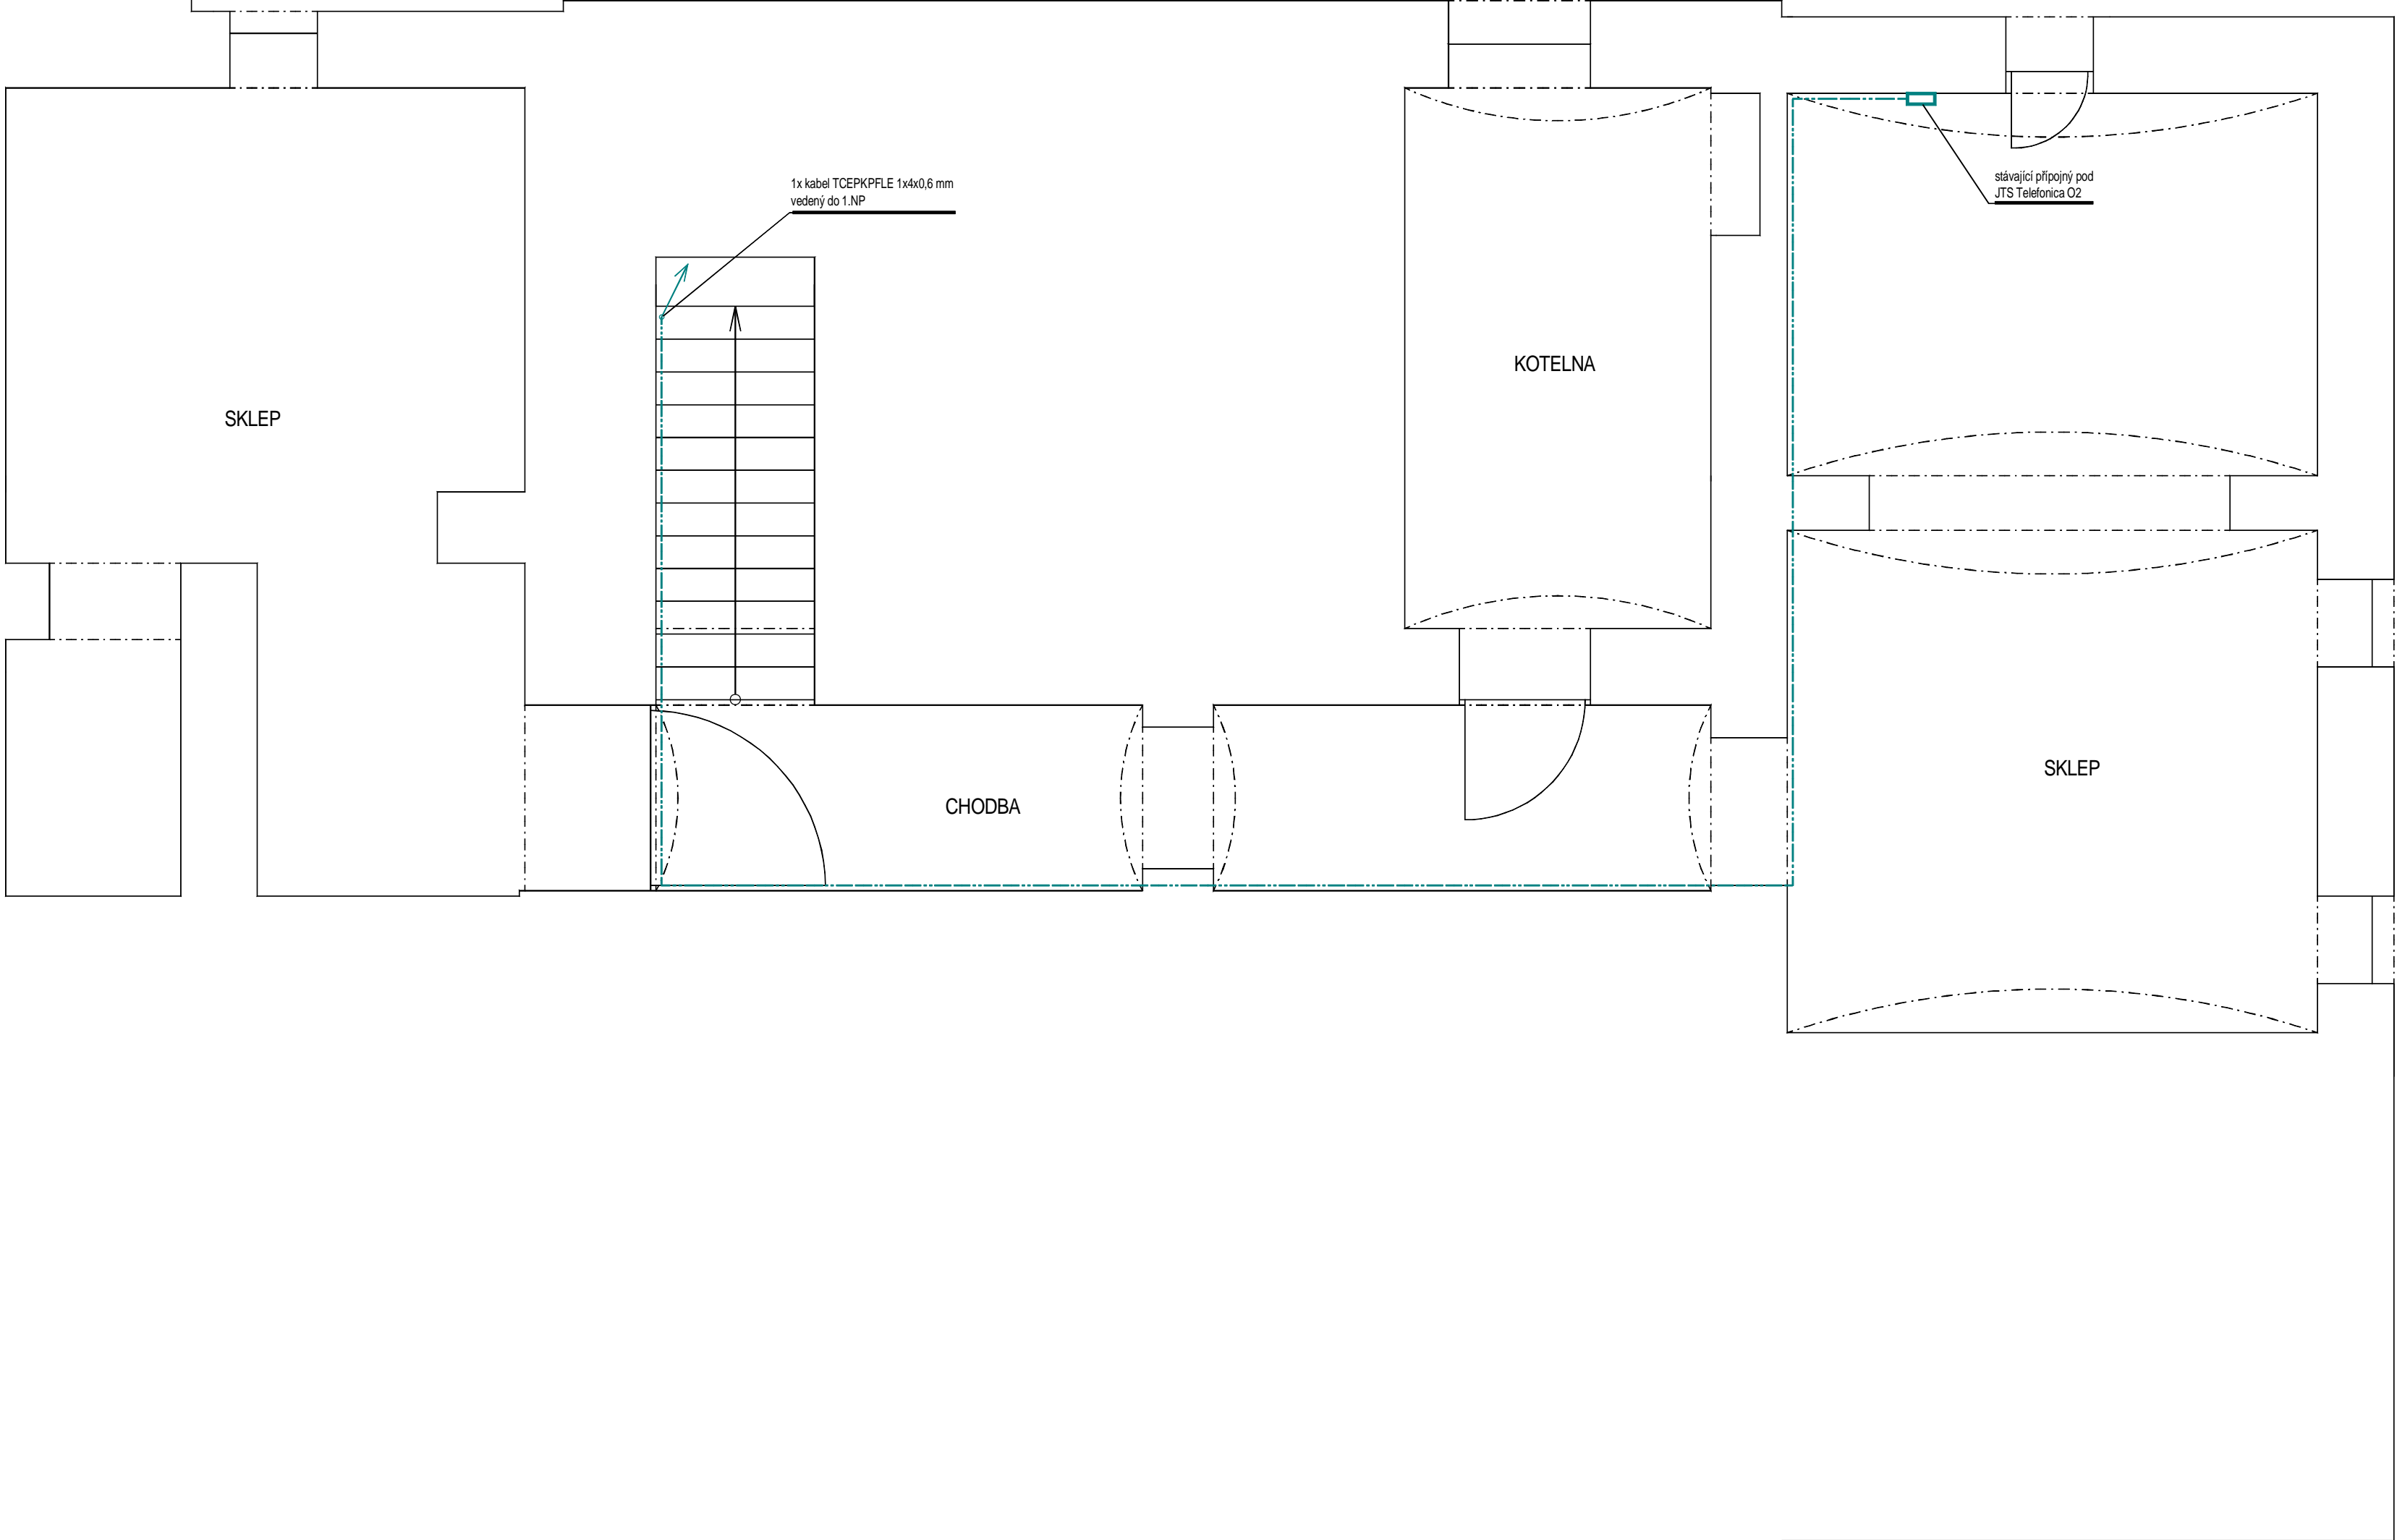 1x kabel TCEPKPFLE 1x4x0,6 mm
vedený do 1.NP
stávající přípojný pod
JTS Telefonica O2
KOTELNA
SKLEP
SKLEP
CHODBA